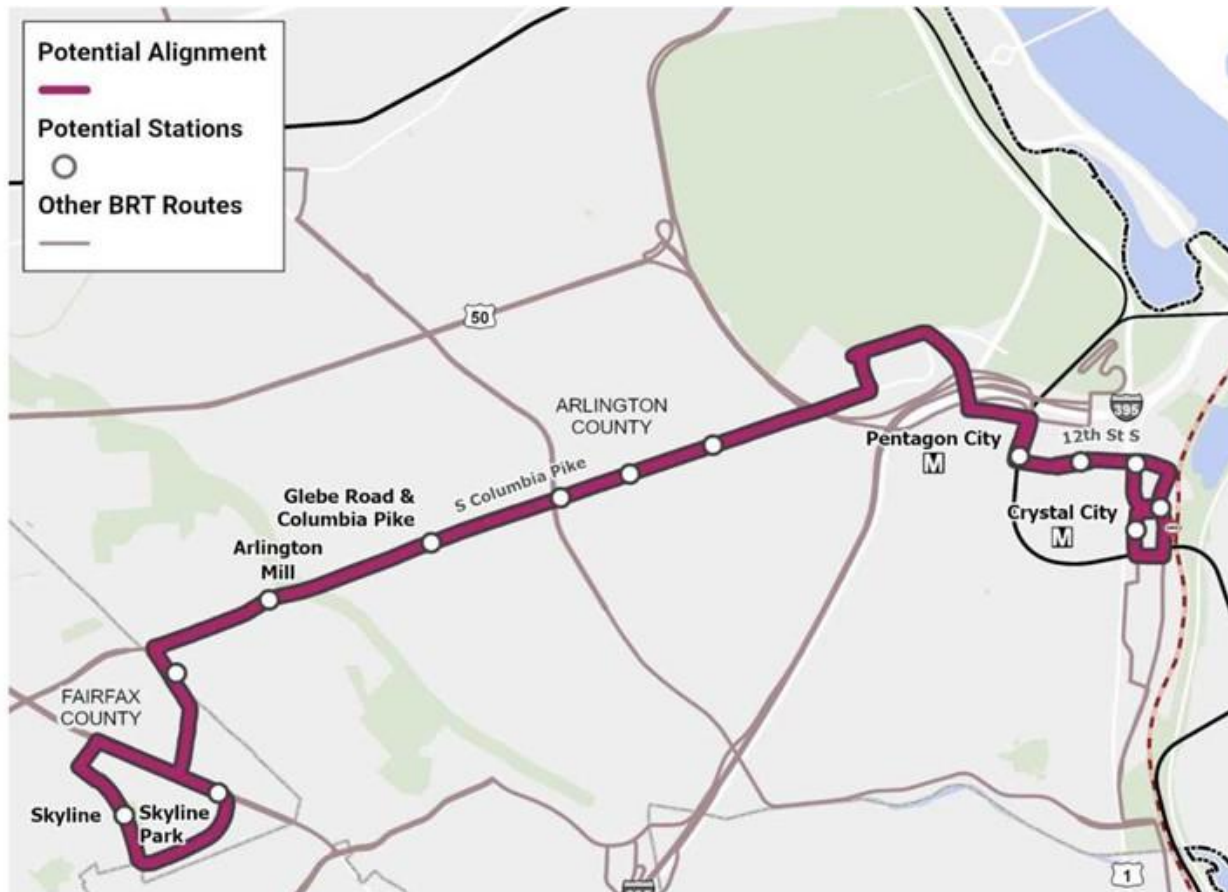 Potential Alignment
Potential Stations
Other BRT Routes
50
ARLINGTON
COUNTY
395
12th St S
Pentagon City
M
S Columbia Pike
Glebe Road &
Columbia Pike
Crystal City
M
Arlington
Mill
FAIRFAX
COUNTY
Skyline
Skyline
Park
1